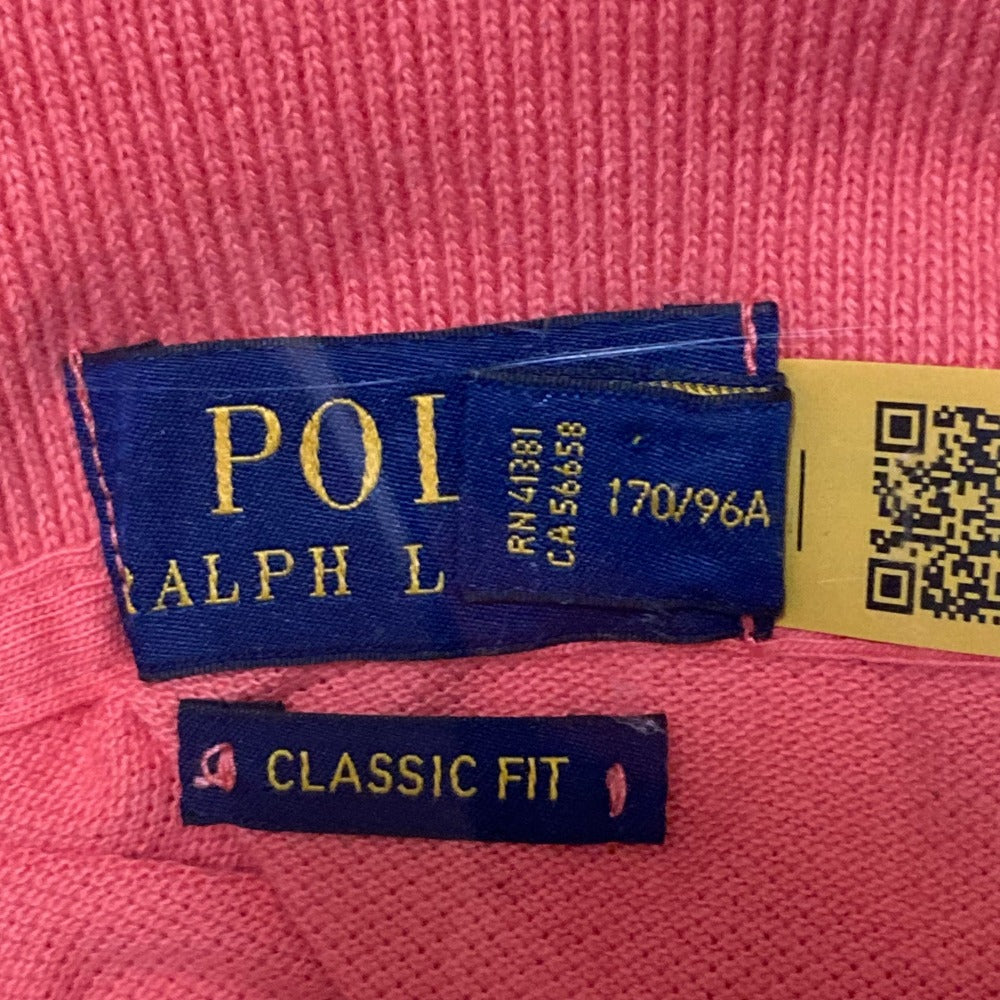 POL
RALPH L
RN 41381
CA 56658
170/96A
CLASSIC FIT